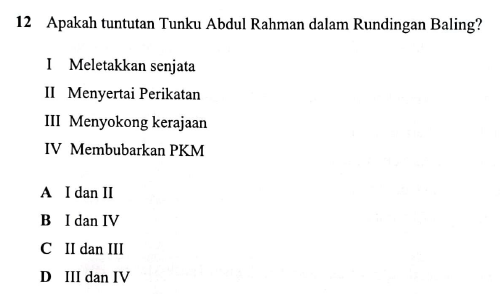 12 Apakah tuntutan Tunku Abdul Rahman dalam Rundingan Baling?
I Meletakkan senjata
II Menyertai Perikatan
III Menyokong kerajaan
IV Membubarkan PKM
A I dan II
B I dan IV
C II dan III
D III dan IV